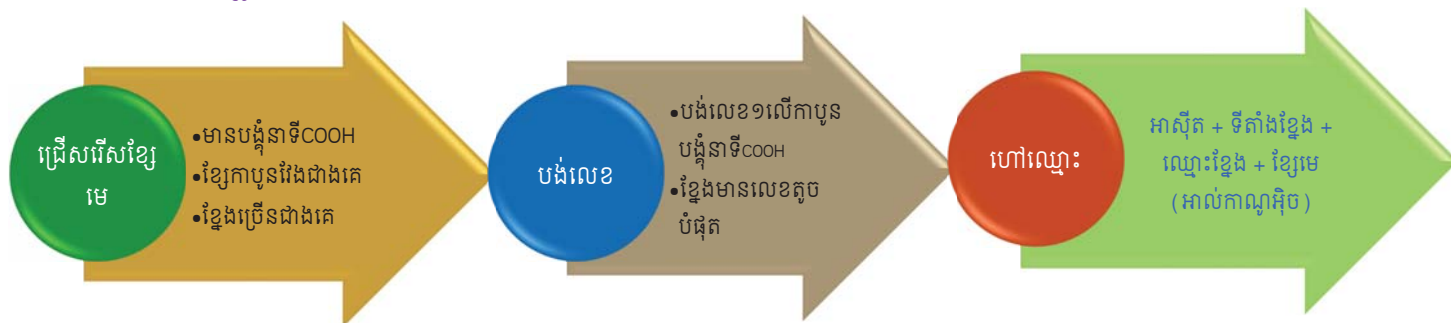 ជ្រើសរើសខ្សែ
មេ
•មានបង្គុំនាទីCOOH
•ខ្សែកាបូនវែងជាងគេ
•ខ្នែងច្រើនជាងគេ
បង់លេខ
•បង់លេខ១លើកាបូន
បង្គុំនាទីCOOH
•ខ្នែងមានលេខតូច
បំផុត
ហៅឈ្មោះ
អាស៊ីត + ទីតាំងខ្នែង +
ឈ្មោះខ្នែង + ខ្សែមេ
(អាល់កាណូអ៊ិច)